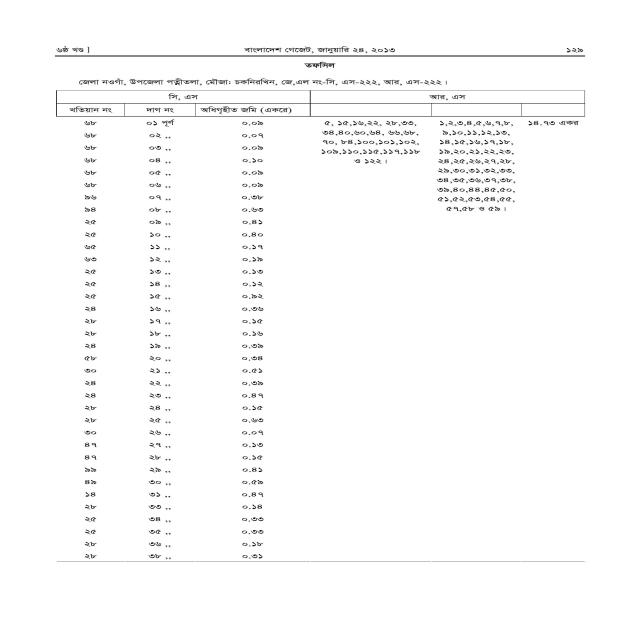 ৬ষ্ঠ খন্ড ] বাংলাদেশ গেজেট, জানুয়ারি ২৪, ২০১৩ ১২৯
তফসিল
জেলা নওগাঁ, উপজেলা পত্নীতলা, মৌজা: চকনিরখিন, জে,এল নং-সি, এস-২২২, আর, এস-২২২।
সি, এস আর, এস
খতিয়ান নং দাগ নং অধিগৃহীত জমি (একরে)
৬৮ ০১ পূর্ণ ০.০৯ ৫, ১৫,১৬,২২, ২৮,৩৩, ১,২,৩,৪,৫,৬,৭,৮, ১৪.৭৩ একর
৬৮ ০২ ,, ০.০৭ ৩৪,৪০,৬০,৬৪, ৬৬,৬৮, ৯,১০,১১,১২,১৩,
৬৮ ০৩ ,, ০.০৯ ৭০, ৮৪,১০০,১০১,১০২, ১৪,১৫,১৬,১৭,১৮,
৬৮ ০৪ ,, ০.১০ ১০৯,১১০,১১৫,১১৭,১১৮ ১৯,২০,২১,২২,২৩,
৬৮ ০৫ ,, ০.০৯ ও ১২২। ২৪,২৫,২৬,২৭,২৮,
৬৮ ০৬ ,, ০.০৯ ২৯,৩০,৩১,৩২,৩৩,
৯৬ ০৭ ,, ০.৩৮ ৩৪,৩৫,৩৬,৩৭,৩৮,
৯৪ ০৮ ,, ০.৬৩ ৩৯,৪০,৪৪,৪৫,৫০,
২৫ ০৯ ,, ০.৪১ ৫১,৫২,৫৩,৫৪,৫৫,
২৫ ১০ ,, ০.৪০ ৫৭,৫৮ ও ৫৯।
৬৫ ১১ ,, ০.১৭
৬৩ ১২ ,, ০.১৯
২৫ ১৩ ,, ০.১৩
২৫ ১৪ ,, ০.১২
২৫ ১৫ ,, ০.৯২
২৪ ১৬ ,, ০.৩৬
২৮ ১৭ ,, ০.১৫
২৮ ১৮ ,, ০.১৬
২৪ ১৯ ,, ০.৩৯
৫৮ ২০ ,, ০.৩৪
৩০ ২১ ,, ০.৫১
২৪ ২২ ,, ০.৩৯
২৪ ২৩ ,, ০.৪৭
২৮ ২৪ ,, ০.১৫
২৮ ২৫ ,, ০.৬৩
৩০ ২৬ ,, ০.০৭
৪৭ ২৭ ,, ০.১৩
৪৭ ২৮ ,, ০.১৫
৯৯ ২৯ ,, ০.৪১
৪৯ ৩০ ,, ০.৫৯
১৪ ৩১ ,, ০.৪৭
২৮ ৩৩ ,, ০.১৪
২৫ ৩৪ ,, ০.৩৩
২৫ ৩৫ ,, ০.৩৩
২৮ ৩৬ ,, ০.১৮
২৮ ৩৮ ,, ০.৩১